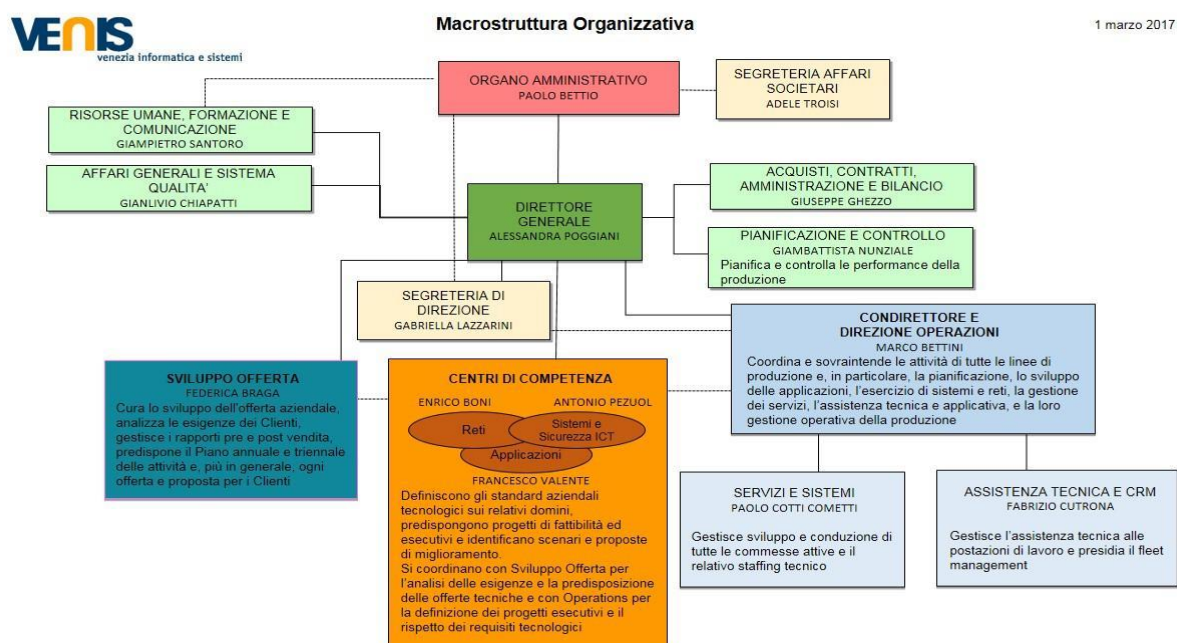 VENIS
venezia informatica e sistemi
Macrostruttura Organizzativa
1 marzo 2017
ORGANO AMMINISTRATIVO
PAOLO BETTIO
SEGRETERIA AFFARI
SOCIETARI
ADELE TROISI
RISORSE UMANE, FORMAZIONE E
COMUNICAZIONE
GIAMPIETRO SANTORO
AFFARI GENERALI E SISTEMA
QUALITA'
GIANLIVIO CHIAPATTI
DIRETTORE
GENERALE
ALESSANDRA POGGIANI
ACQUISTI, CONTRATTI,
AMMINISTRAZIONE E BILANCIO
GIUSEPPE GHEZZO
PIANIFICAZIONE E CONTROLLO
GIAMBATTISTA NUNZIALE
Pianifica e controlla le performance della
produzione
SEGRETERIA DI
DIREZIONE
GABRIELLA LAZZARINI
CONDIRETTORE E
DIREZIONE OPERAZIONI
MARCO BETTINI
Coordina e sovraintende le attività di tutte le linee di
produzione e, in particolare, la pianificazione, lo sviluppo
delle applicazioni, l'esercizio di sistemi e reti, la gestione
dei servizi, l'assistenza tecnica e applicativa, e la loro
gestione operativa della produzione
SVILUPPO OFFERTA
FEDERICA BRAGA
Cura lo sviluppo dell'offerta aziendale,
analizza le esigenze dei Clienti,
gestisce i rapporti pre e post vendita,
predispone il Piano annuale e triennale
delle attività e, più in generale, ogni
offerta e proposta per i Clienti
CENTRI DI COMPETENZA
ENRICO BONI
ANTONIO PEZUOL
Reti
Sistemi e
Sicurezza ICT
Applicazioni
FRANCESCO VALENTE
Definiscono gli standard aziendali
tecnologici sui relativi domini,
predispongono progetti di fattibilità ed
esecutivi e identificano scenari e proposte
di miglioramento.
Si coordinano con Sviluppo Offerta per
l'analisi delle esigenze e la predisposizione
delle offerte tecniche e con Operations per
la definizione dei progetti esecutivi e il
rispetto dei requisiti tecnologici
SERVIZI E SISTEMI
PAOLO COTTI COMETTI
Gestisce sviluppo e conduzione di
tutte le commesse attive e il
relativo staffing tecnico
ASSISTENZA TECNICA E CRM
FABRIZIO CUTRONA
Gestisce l'assistenza tecnica alle
postazioni di lavoro e presidia il fleet
management